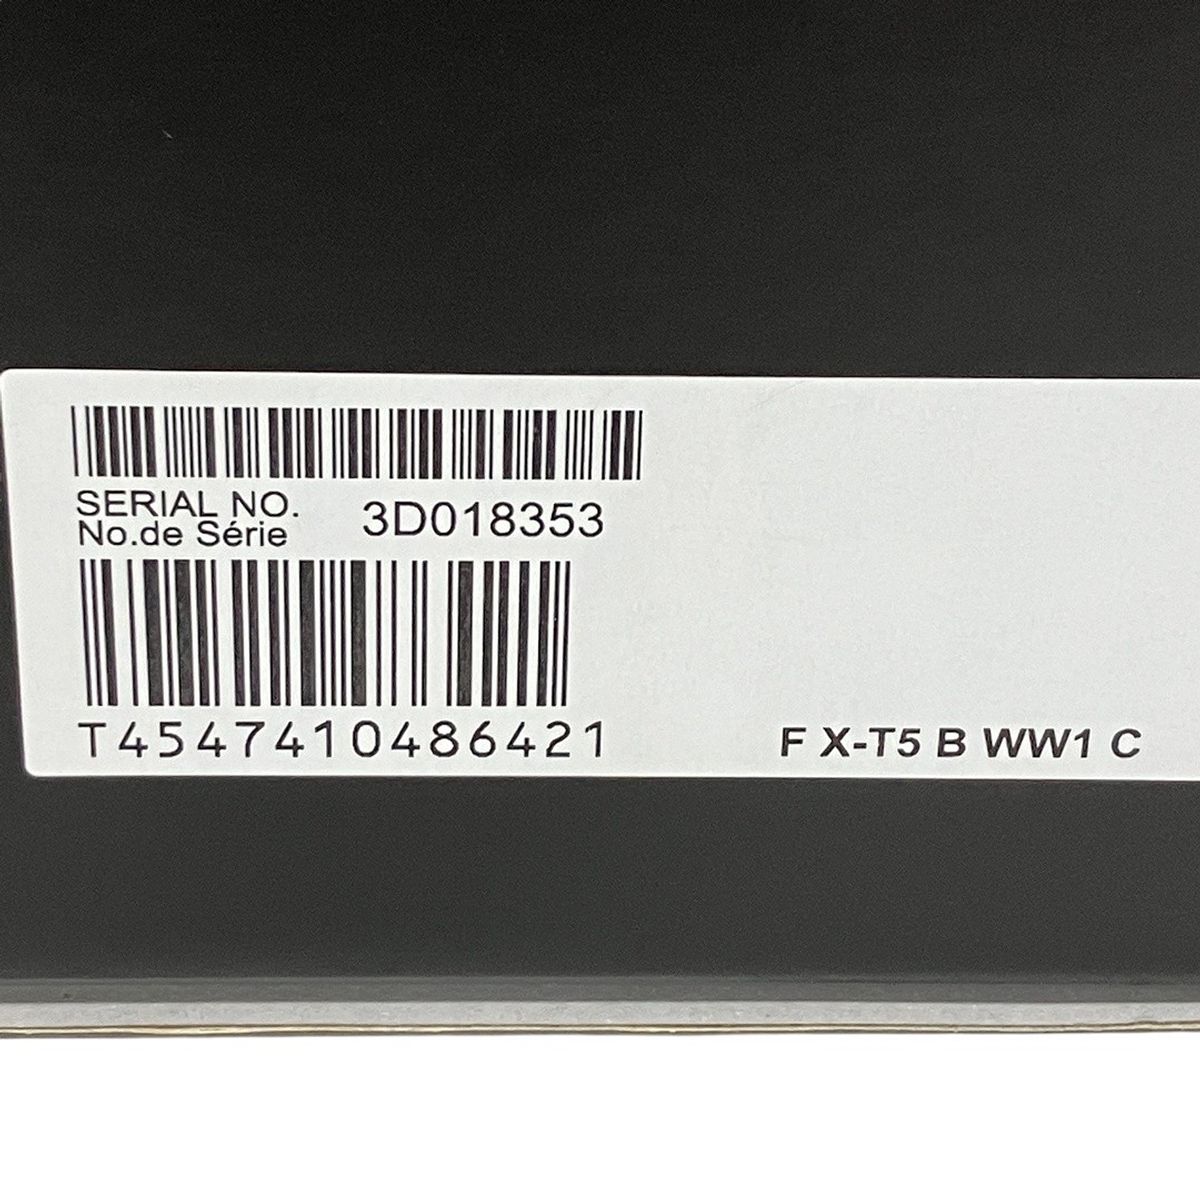 SERIAL NO.
No.de Série
3D018353
T4547410486421
F X-T5 B WW1 C